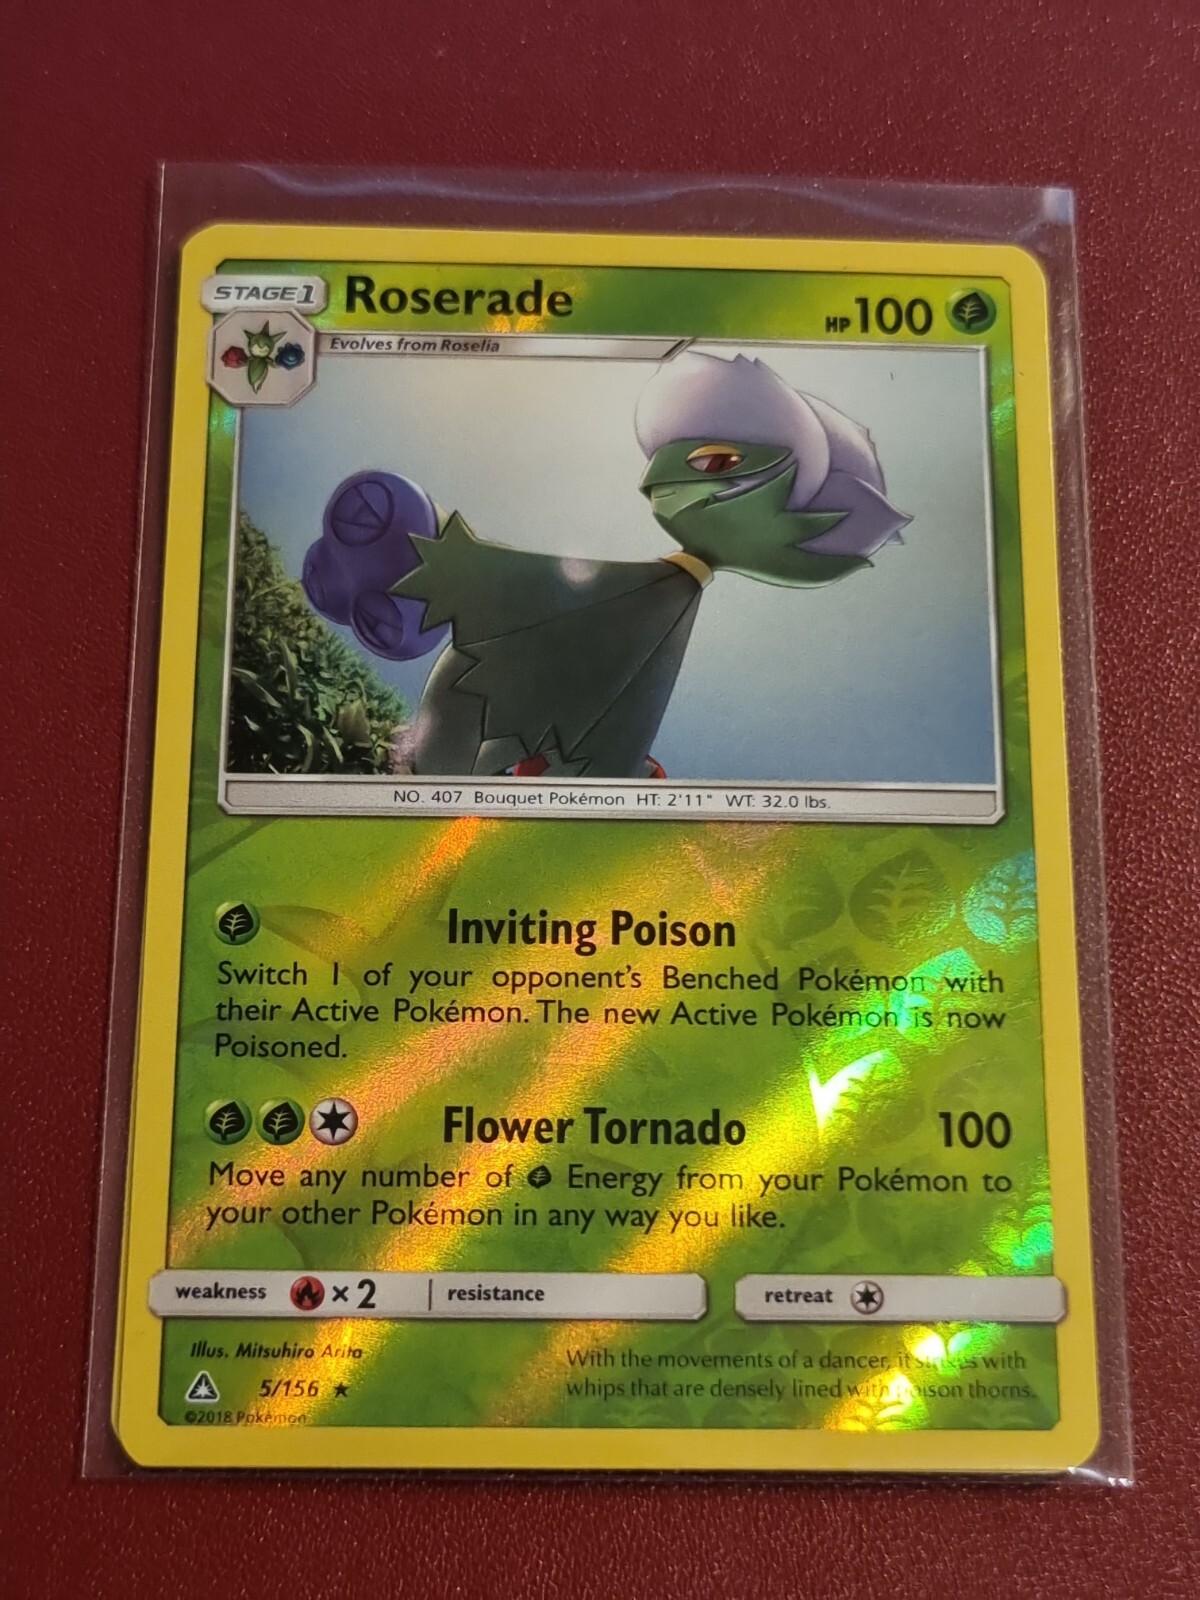 STAGE1 Roserade HP100
Evolves from Roselia
NO. 407 Bouquet Pokémon HT: 2'11" WT: 32.0 lbs.
Inviting Poison
Switch 1 of your opponent's Benched Pokémon with
their Active Pokémon. The new Active Pokémon is now
Poisoned.
Flower Tornado 100
Move any number of Energy from your Pokémon to
your other Pokémon in any way you like.
weakness ×2 resistance retreat
Illus. Mitsuhiro Arita
5/156 ★
©2018 Pokémon
With the movements of a dancer, it strikes with
whips that are densely lined with poison thorns.